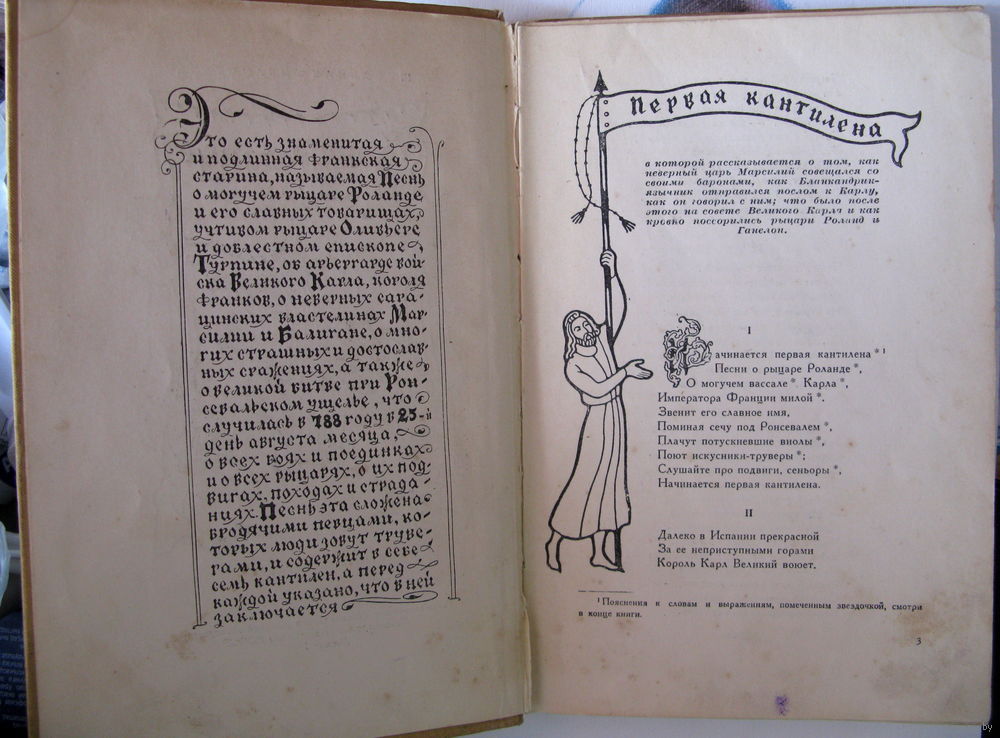 Это есть знаменитая
и подлинная франкская
старина, называемая Песнь
о могучем рыцаре Роланде
и его славных товарищах,
учтивом рыцаре Оливьере
и доблестном епископе
Турпине, об арьергарде вой-
ска Великого Карла, короля
франков, о неверных сара-
цинских властелинах Мар-
силии и Балигане, о мно-
гих страшных и достослав-
ных сражениях, а также
о великой битве при Рон-
севальском ущелье, что
случилась в 788 году в 25-й
день августа месяца,
о всех боях и поединках
и о всех рыцарях, о их под-
вигах, походах и страда-
ниях. Песнь эта сложена
бродячими певцами, ко-
торых люди зовут труве-
рами, и содержит в себе
семь кантилен, а перед
каждой указано, что в ней
заключается
Первая кантилена
в которой рассказывается о том, как
неверный царь Марсилий совещался со
своими баронами, как Бланкандрин-
язычник отправился послом к Карлу,
как он говорил с ним; что было после
этого на совете Великого Карла и как
кровно поссорились рыцари Роланд и
Ганелон.
I
Начинается первая кантилена *¹
Песни о рыцаре Роланде *,
О могучем вассале * Карла *,
Императора Франции милой *.
Звенит его славное имя,
Поминая сечу под Ронсевалем *,
Плачут потускневшие виолы *,
Поют искусники-труверы *;
Слушайте про подвиги, сеньоры *,
Начинается первая кантилена.
II
Далеко в Испании прекрасной
За ее неприступными горами
Король Карл Великий воюет.
¹ Пояснения к словам и выражениям, помеченным звездочкой, смотри
в конце книги.
3
by